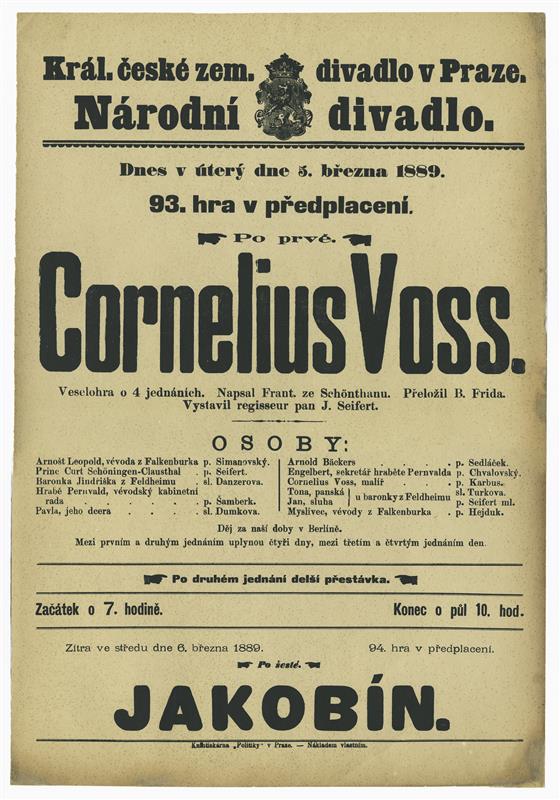 Král. české zem. divadlo v Praze.
Národní divadlo.
Dnes v úterý dne 5. března 1889.
93. hra v předplacení.
Po prvé.
Cornelius Voss.
Veselohra o 4 jednáních. Napsal Frant. ze Schönthanu. Přeložil B. Frida.
Vystavil regisseur pan J. Seifert.
OSOBY:
Arnošt Leopold, vévoda z Falkenburka p. Šimanovský.
Princ Curt Schöningen-Clausthal . p. Seifert.
Baronka Jindřiška z Feldheimu . sl. Danzerova.
Hrabě Pernvald, vévodský kabinetní
rada . . . . . . p. Šamberk.
Pavla, jeho dcera . . . . . sl. Dumkova.
Arnold Bäckers . . . . . p. Sedláček.
Engelbert, sekretář hraběte Pernvalda p. Chvalovský.
Cornelius Voss, malíř . . . . p. Karbus.
Tona, panská } u baronky z Feldheimu sl. Turkova.
Jan, sluha } p. Seifert ml.
Myslivec, vévody z Falkenburka . p. Hejduk.
Děj za naší doby v Berlíně.
Mezi prvním a druhým jednáním uplynou čtyři dny, mezi třetím a čtvrtým jednáním den.
Po druhém jednání delší přestávka.
Začátek o 7. hodině. Konec o půl 10. hod.
Zítra ve středu dne 6. března 1889. 94. hra v předplacení.
Po šesté.
JAKOBÍN.
Knihtiskárna „Politiky“ v Praze. — Nákladem vlastním.